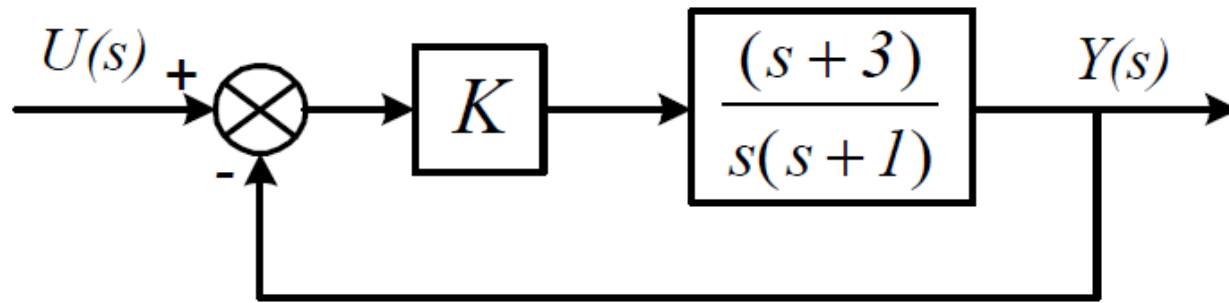 U(s)
+
-
K
(s + 3)
s(s + 1)
Y(s)